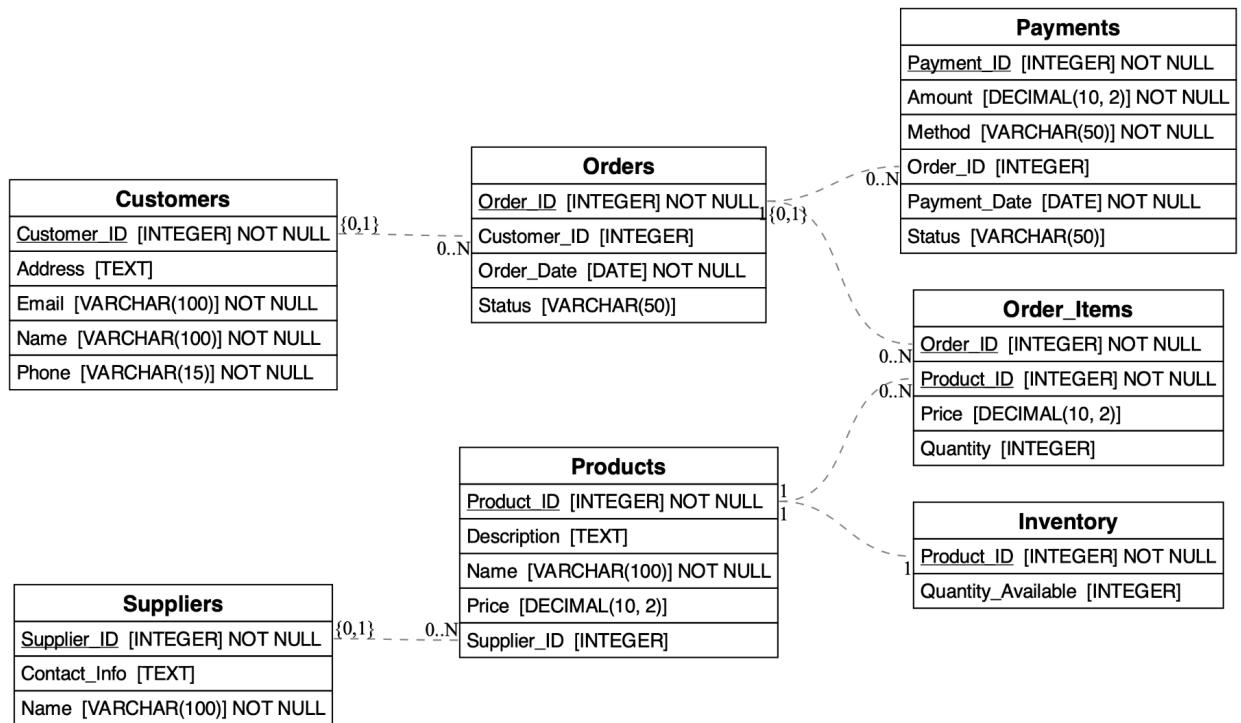 Payments
Payment_ID [INTEGER] NOT NULL
Amount [DECIMAL(10, 2)] NOT NULL
Method [VARCHAR(50)] NOT NULL
Order_ID [INTEGER]
Payment_Date [DATE] NOT NULL
Status [VARCHAR(50)]
Orders
Order_ID [INTEGER] NOT NULL
Customer_ID [INTEGER]
Order_Date [DATE] NOT NULL
Status [VARCHAR(50)]
Customers
Customer_ID [INTEGER] NOT NULL
Address [TEXT]
Email [VARCHAR(100)] NOT NULL
Name [VARCHAR(100)] NOT NULL
Phone [VARCHAR(15)] NOT NULL
{0,1}
0..N
1
{0,1}
0..N
0..N
Order_Items
Order_ID [INTEGER] NOT NULL
Product_ID [INTEGER] NOT NULL
Price [DECIMAL(10, 2)]
Quantity [INTEGER]
0..N
Products
Product_ID [INTEGER] NOT NULL
Description [TEXT]
Name [VARCHAR(100)] NOT NULL
Price [DECIMAL(10, 2)]
Supplier_ID [INTEGER]
1
1
1
Inventory
Product_ID [INTEGER] NOT NULL
Quantity_Available [INTEGER]
Suppliers
Supplier_ID [INTEGER] NOT NULL
Contact_Info [TEXT]
Name [VARCHAR(100)] NOT NULL
{0,1}
0..N